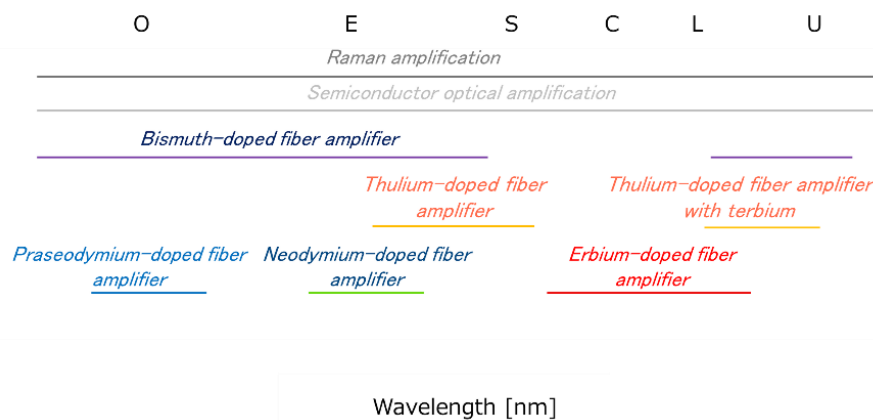 O E S C L U
Raman amplification
Semiconductor optical amplification
Bismuth-doped fiber amplifier
Thulium-doped fiber
amplifier
Thulium-doped fiber amplifier
with terbium
Praseodymium-doped fiber
amplifier
Neodymium-doped fiber
amplifier
Erbium-doped fiber
amplifier
Wavelength [nm]